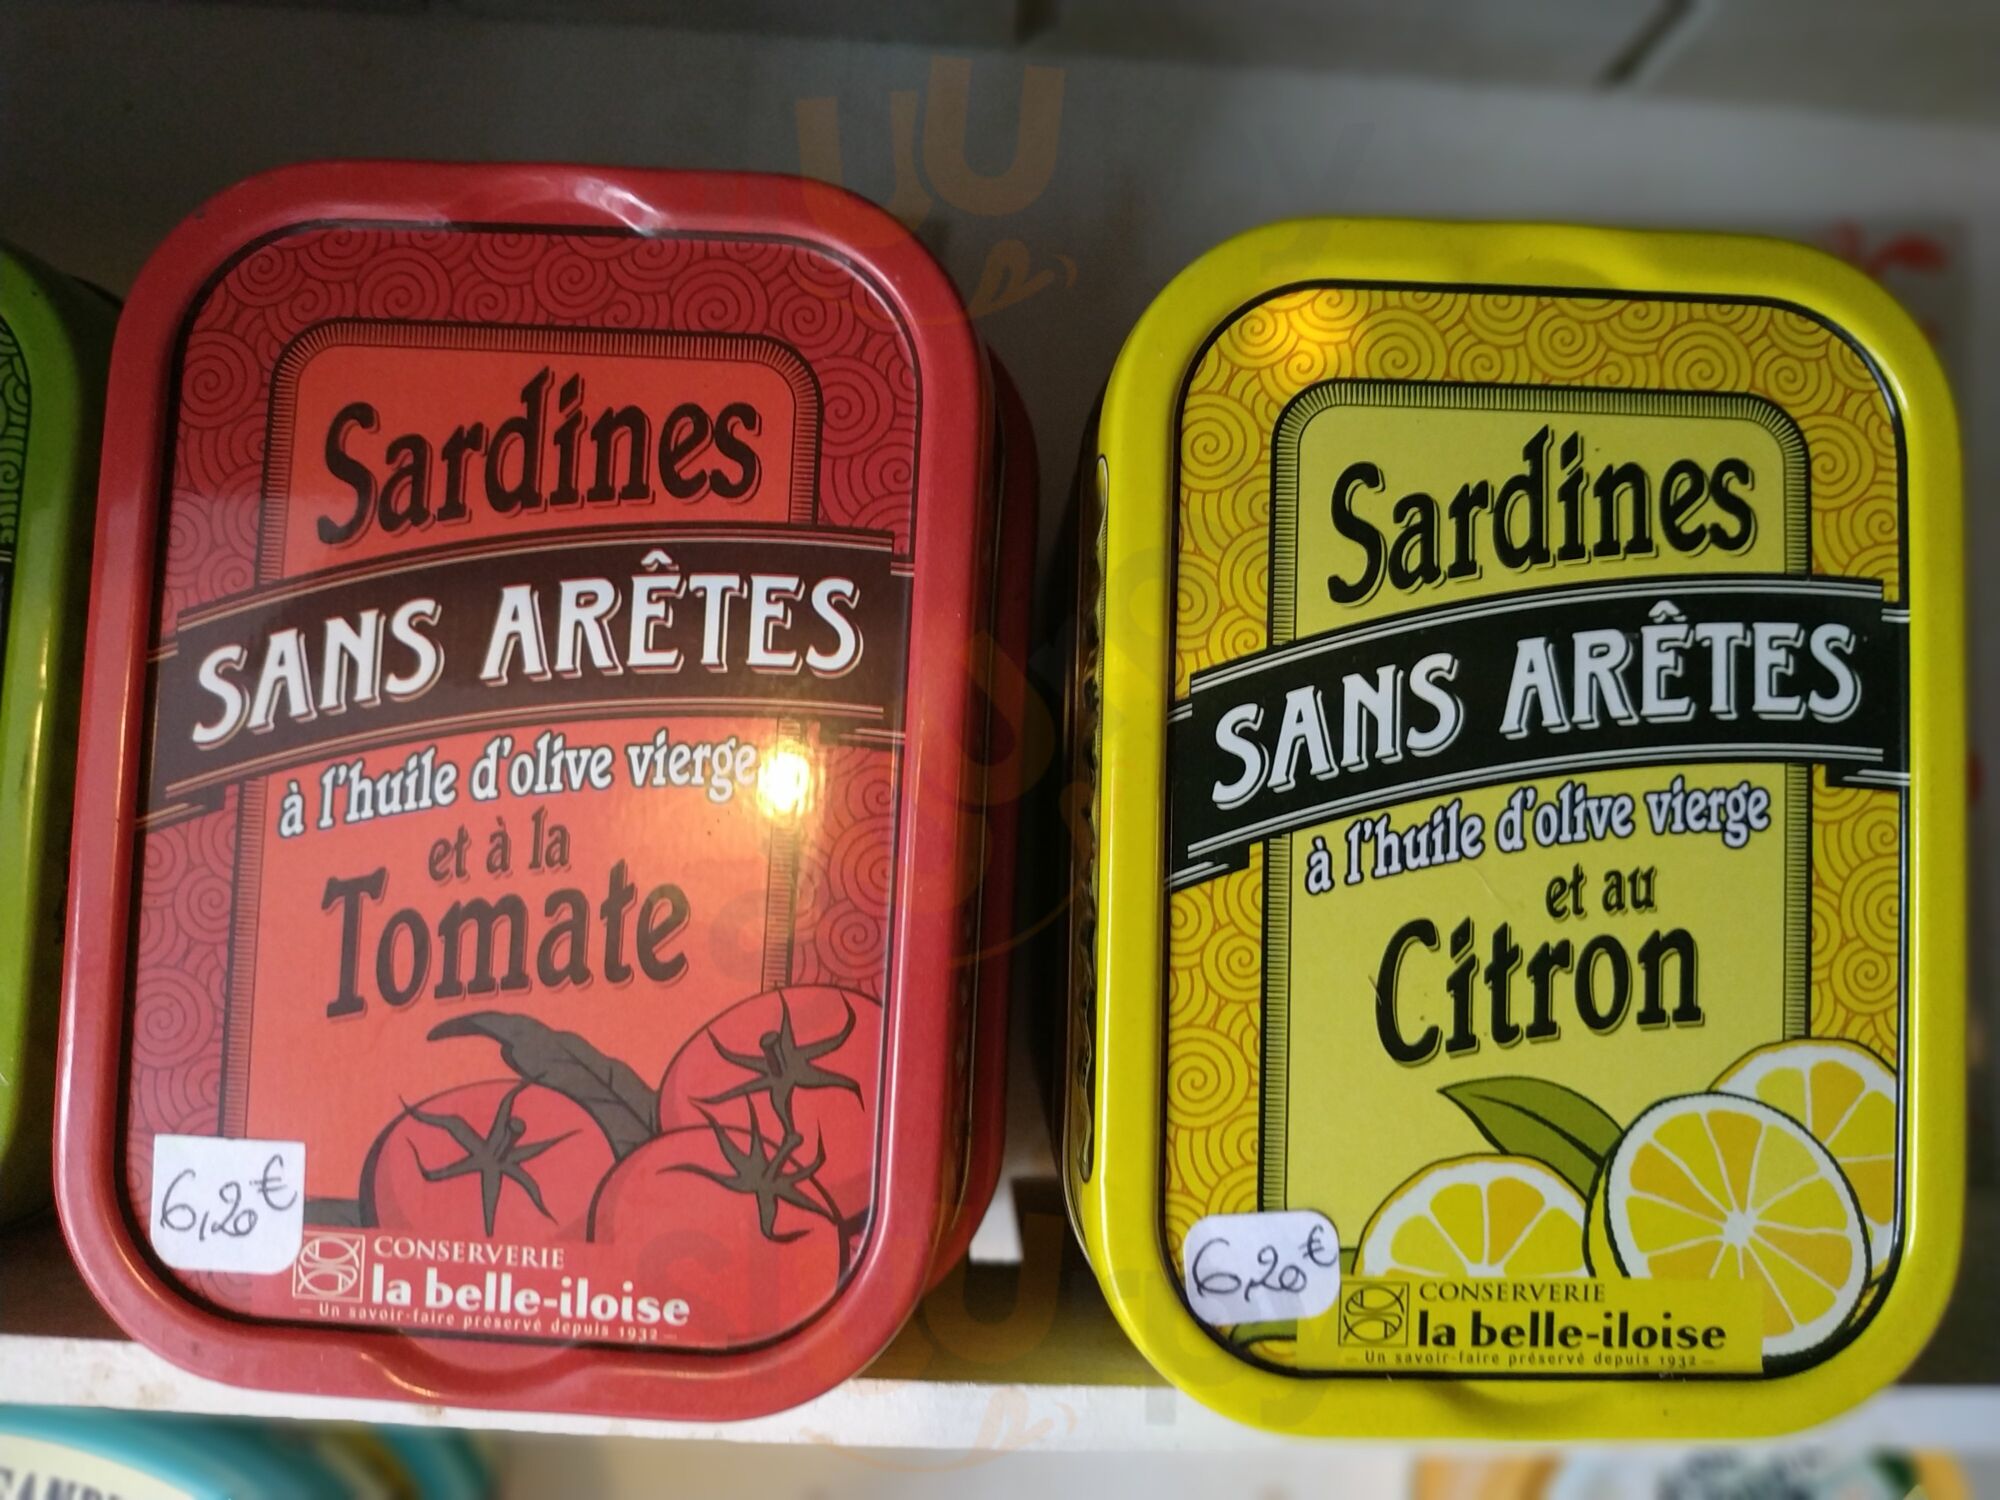 Sardines
SANS ARÊTES
à l'huile d'olive vierge
et à la
Tomate
6,20€
CONSERVERIE
la belle-iloise
Un savoir-faire préservé depuis 1932
Sardines
SANS ARÊTES
à l'huile d'olive vierge
et au
Citron
6,20€
CONSERVERIE
la belle-iloise
Un savoir-faire préservé depuis 1932